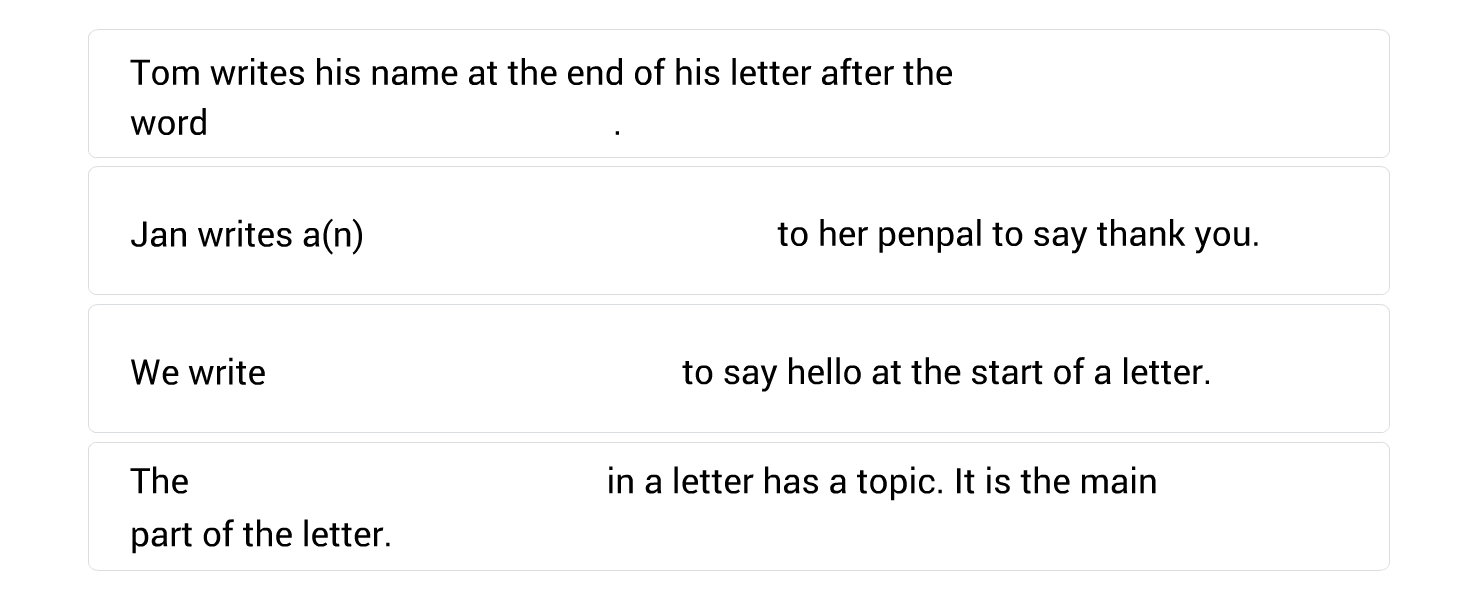 Tom writes his name at the end of his letter after the
word .
Jan writes a(n) to her penpal to say thank you.
We write to say hello at the start of a letter.
The in a letter has a topic. It is the main
part of the letter.